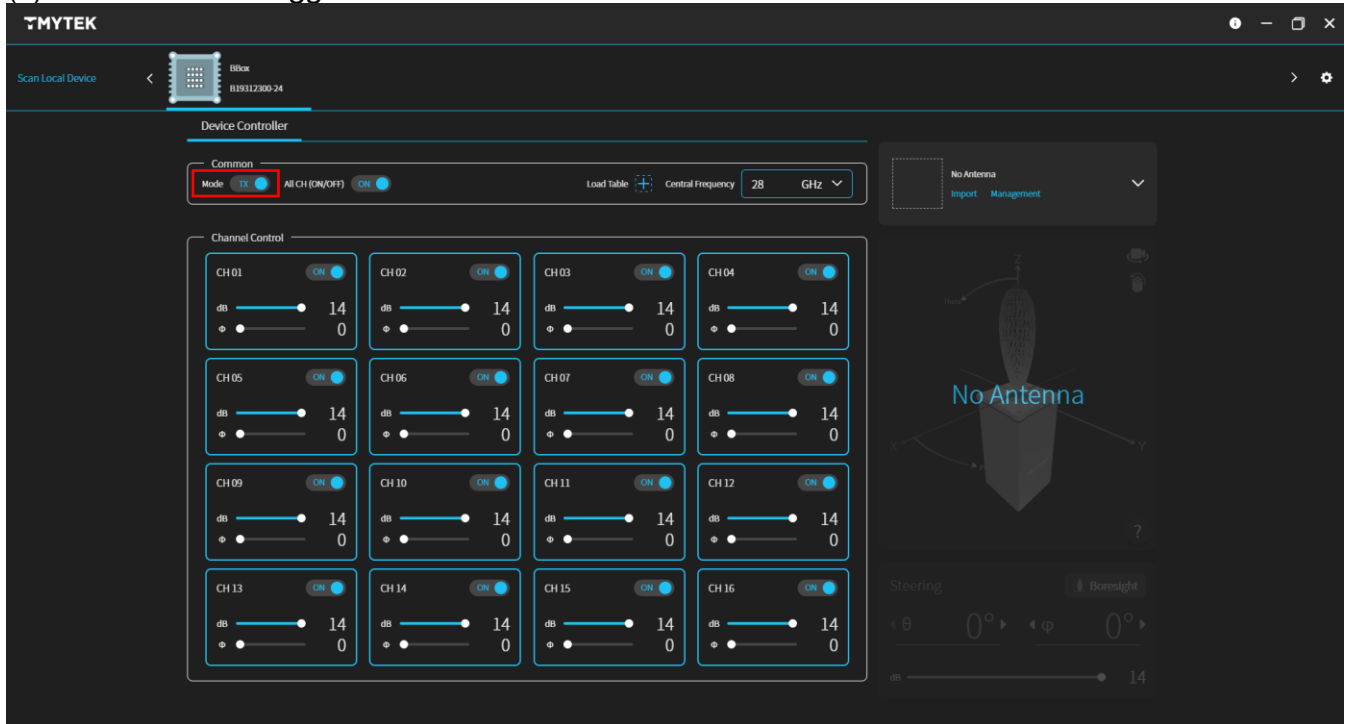 TMYTEK
Scan Local Device
BBox
B19312300-24
Device Controller
Common
Mode TX All CH (ON/OFF) ON Load Table Central Frequency 28 GHz
No Antenna
Import Management
Channel Control
CH 01 ON CH 02 ON CH 03 ON CH 04 ON
dB 14 dB 14 dB 14 dB 14
Φ 0 Φ 0 Φ 0 Φ 0
CH 05 ON CH 06 ON CH 07 ON CH 08 ON
dB 14 dB 14 dB 14 dB 14
Φ 0 Φ 0 Φ 0 Φ 0
CH 09 ON CH 10 ON CH 11 ON CH 12 ON
dB 14 dB 14 dB 14 dB 14
Φ 0 Φ 0 Φ 0 Φ 0
CH 13 ON CH 14 ON CH 15 ON CH 16 ON
dB 14 dB 14 dB 14 dB 14
Φ 0 Φ 0 Φ 0 Φ 0
Z
Theta
No Antenna
X Y
?
Steering Boresight
θ 0° φ 0°
dB 14